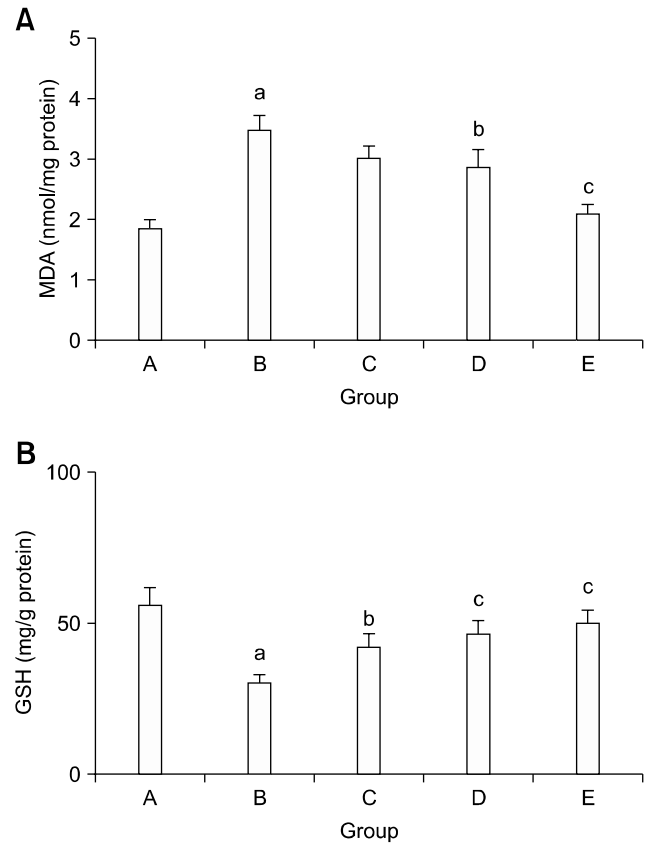 A
MDA (nmol/mg protein)
5
4
3
2
1
0
a
b
c
A B C D E
Group
B
GSH (mg/g protein)
100
50
0
a
b
c
c
A B C D E
Group